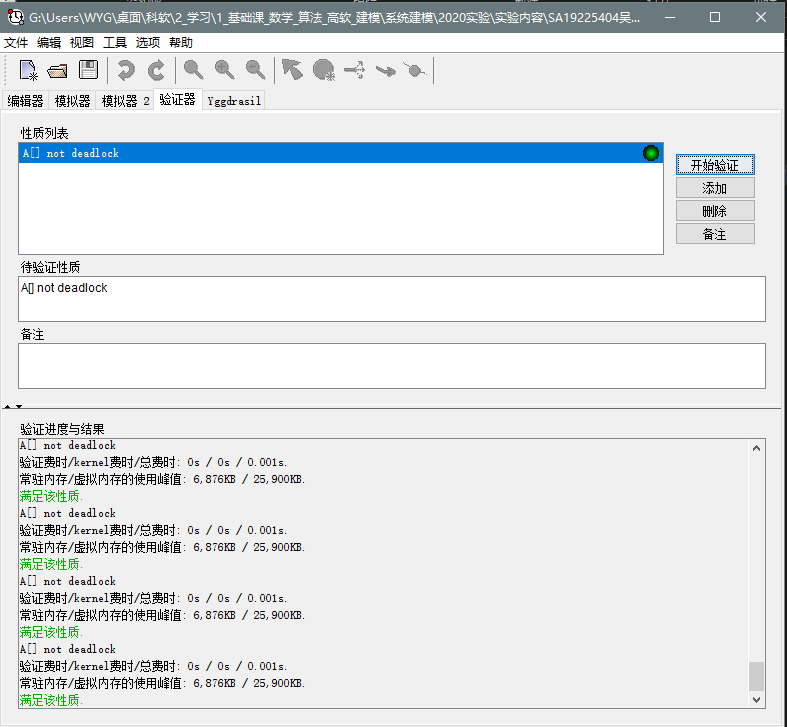 G:\Users\WYG\桌面\科软\2_学习\1_基础课_数学_算法_高软_建模\系统建模\2020实验\实验内容\SA19225404吴...
文件 编辑 视图 工具 选项 帮助
编辑器 模拟器 模拟器 2 验证器 Yggdrasil
性质列表
A[] not deadlock
开始验证
添加
删除
备注
待验证性质
A[] not deadlock
备注
验证进度与结果
A[] not deadlock
验证费时/kernel费时/总费时: 0s / 0s / 0.001s.
常驻内存/虚拟内存的使用峰值: 6,876KB / 25,900KB.
满足该性质.
A[] not deadlock
验证费时/kernel费时/总费时: 0s / 0s / 0.001s.
常驻内存/虚拟内存的使用峰值: 6,876KB / 25,900KB.
满足该性质.
A[] not deadlock
验证费时/kernel费时/总费时: 0s / 0s / 0.001s.
常驻内存/虚拟内存的使用峰值: 6,876KB / 25,900KB.
满足该性质.
A[] not deadlock
验证费时/kernel费时/总费时: 0s / 0s / 0.001s.
常驻内存/虚拟内存的使用峰值: 6,876KB / 25,900KB.
满足该性质.